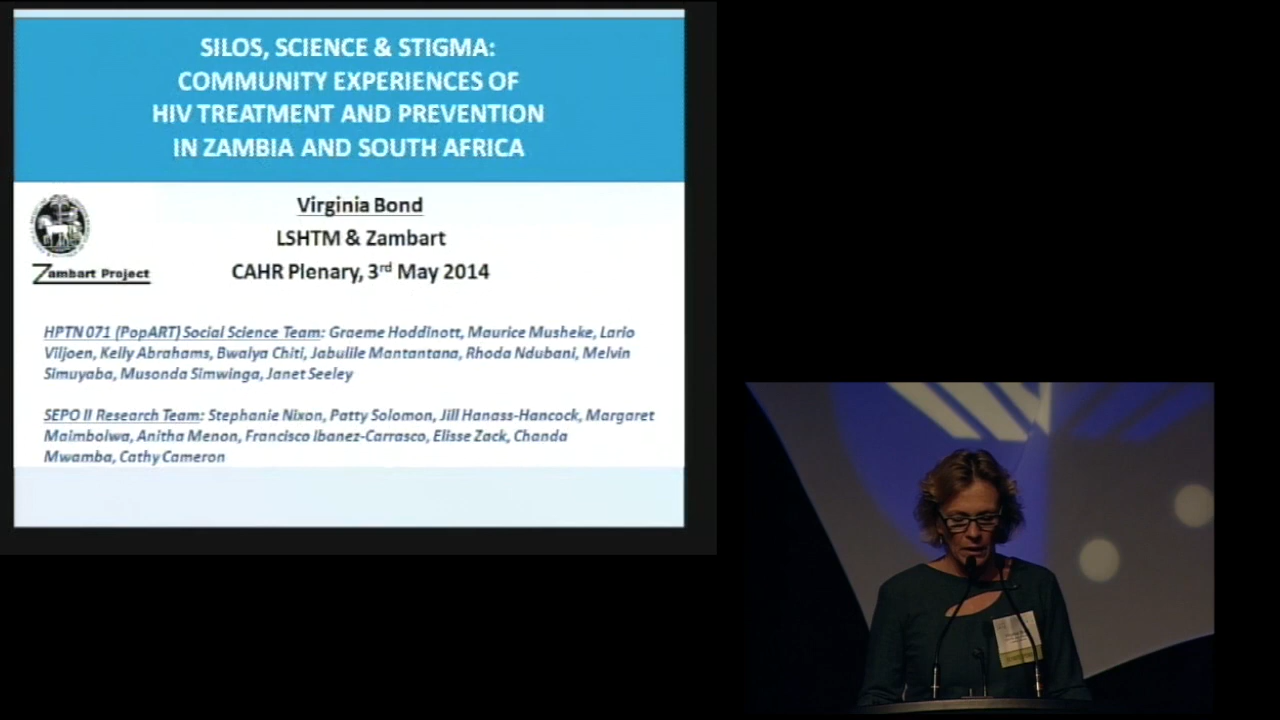 SILOS, SCIENCE & STIGMA:
COMMUNITY EXPERIENCES OF
HIV TREATMENT AND PREVENTION
IN ZAMBIA AND SOUTH AFRICA
Virginia Bond
LSHTM & Zambart
Zambart Project
CAHR Plenary, 3rd May 2014
HPTN 071 (PopART) Social Science Team: Graeme Hoddinott, Maurice Musheke, Lario
Viljoen, Kelly Abrahams, Bwalya Chiti, Jabulile Mantantana, Rhoda Ndubani, Melvin
Simuyaba, Musonda Simwinga, Janet Seeley
SEPO II Research Team: Stephanie Nixon, Patty Solomon, Jill Hanass-Hancock, Margaret
Maimbolwa, Anitha Menon, Francisco Ibanez-Carrasco, Elisse Zack, Chanda
Mwamba, Cathy Cameron